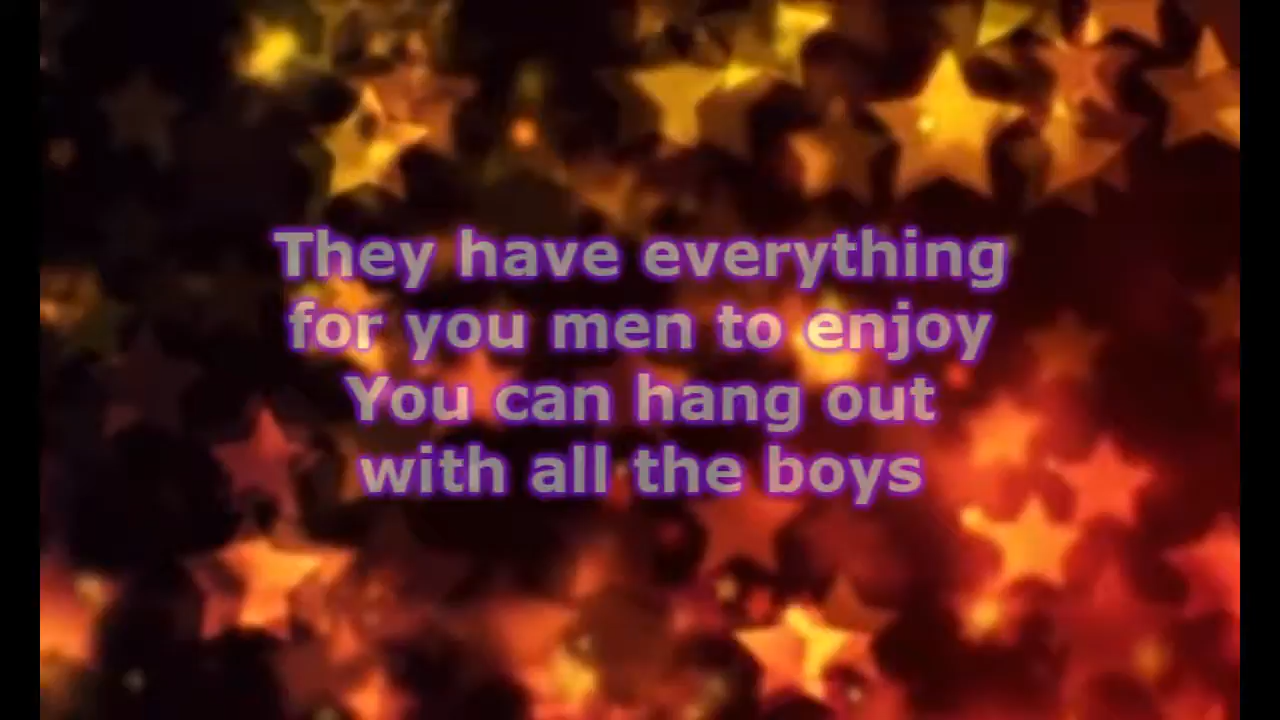 They have everything
for you men to enjoy
You can hang out
with all the boys